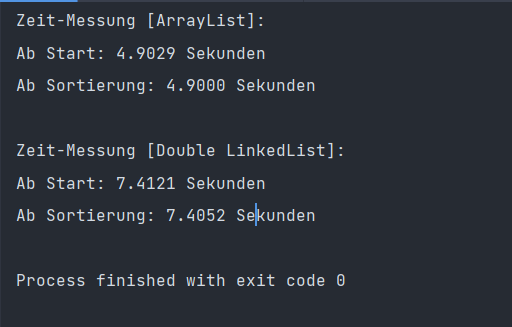 Zeit-Messung [ArrayList]:
Ab Start: 4.9029 Sekunden
Ab Sortierung: 4.9000 Sekunden
Zeit-Messung [Double LinkedList]:
Ab Start: 7.4121 Sekunden
Ab Sortierung: 7.4052 Sekunden
Process finished with exit code 0